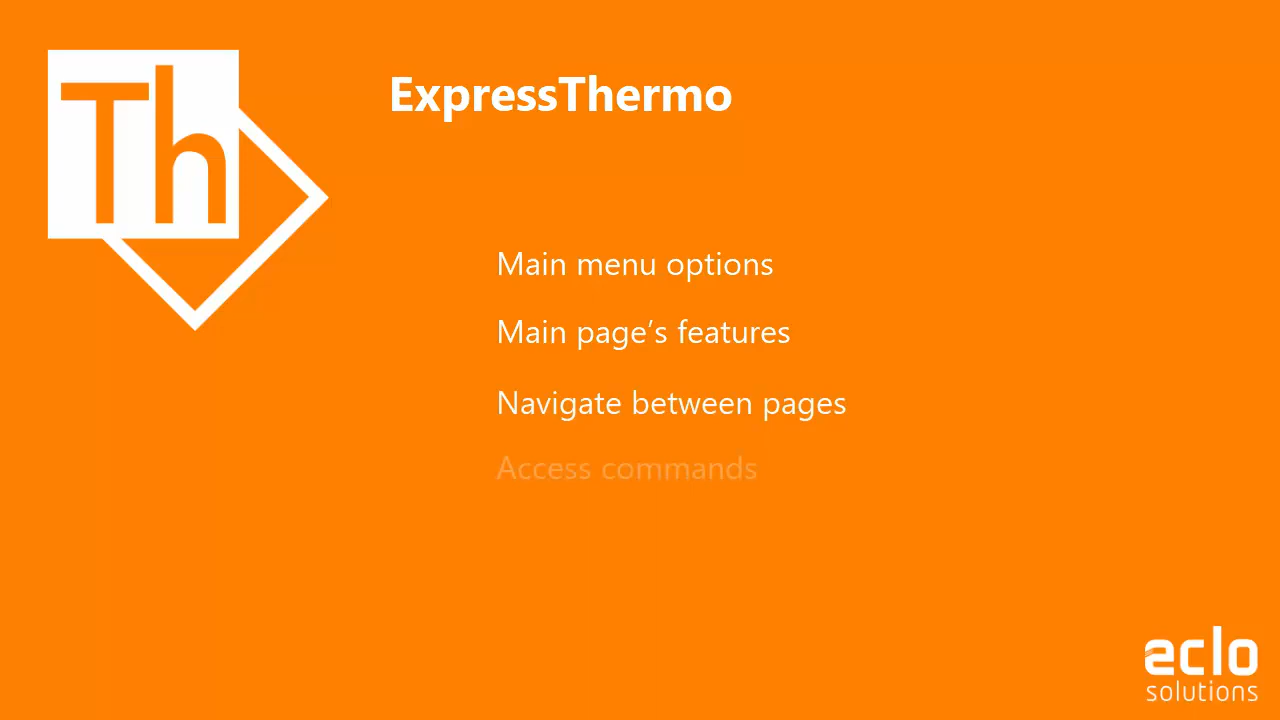 Th
ExpressThermo
Main menu options
Main page’s features
Navigate between pages
Access commands
eclo
solutions